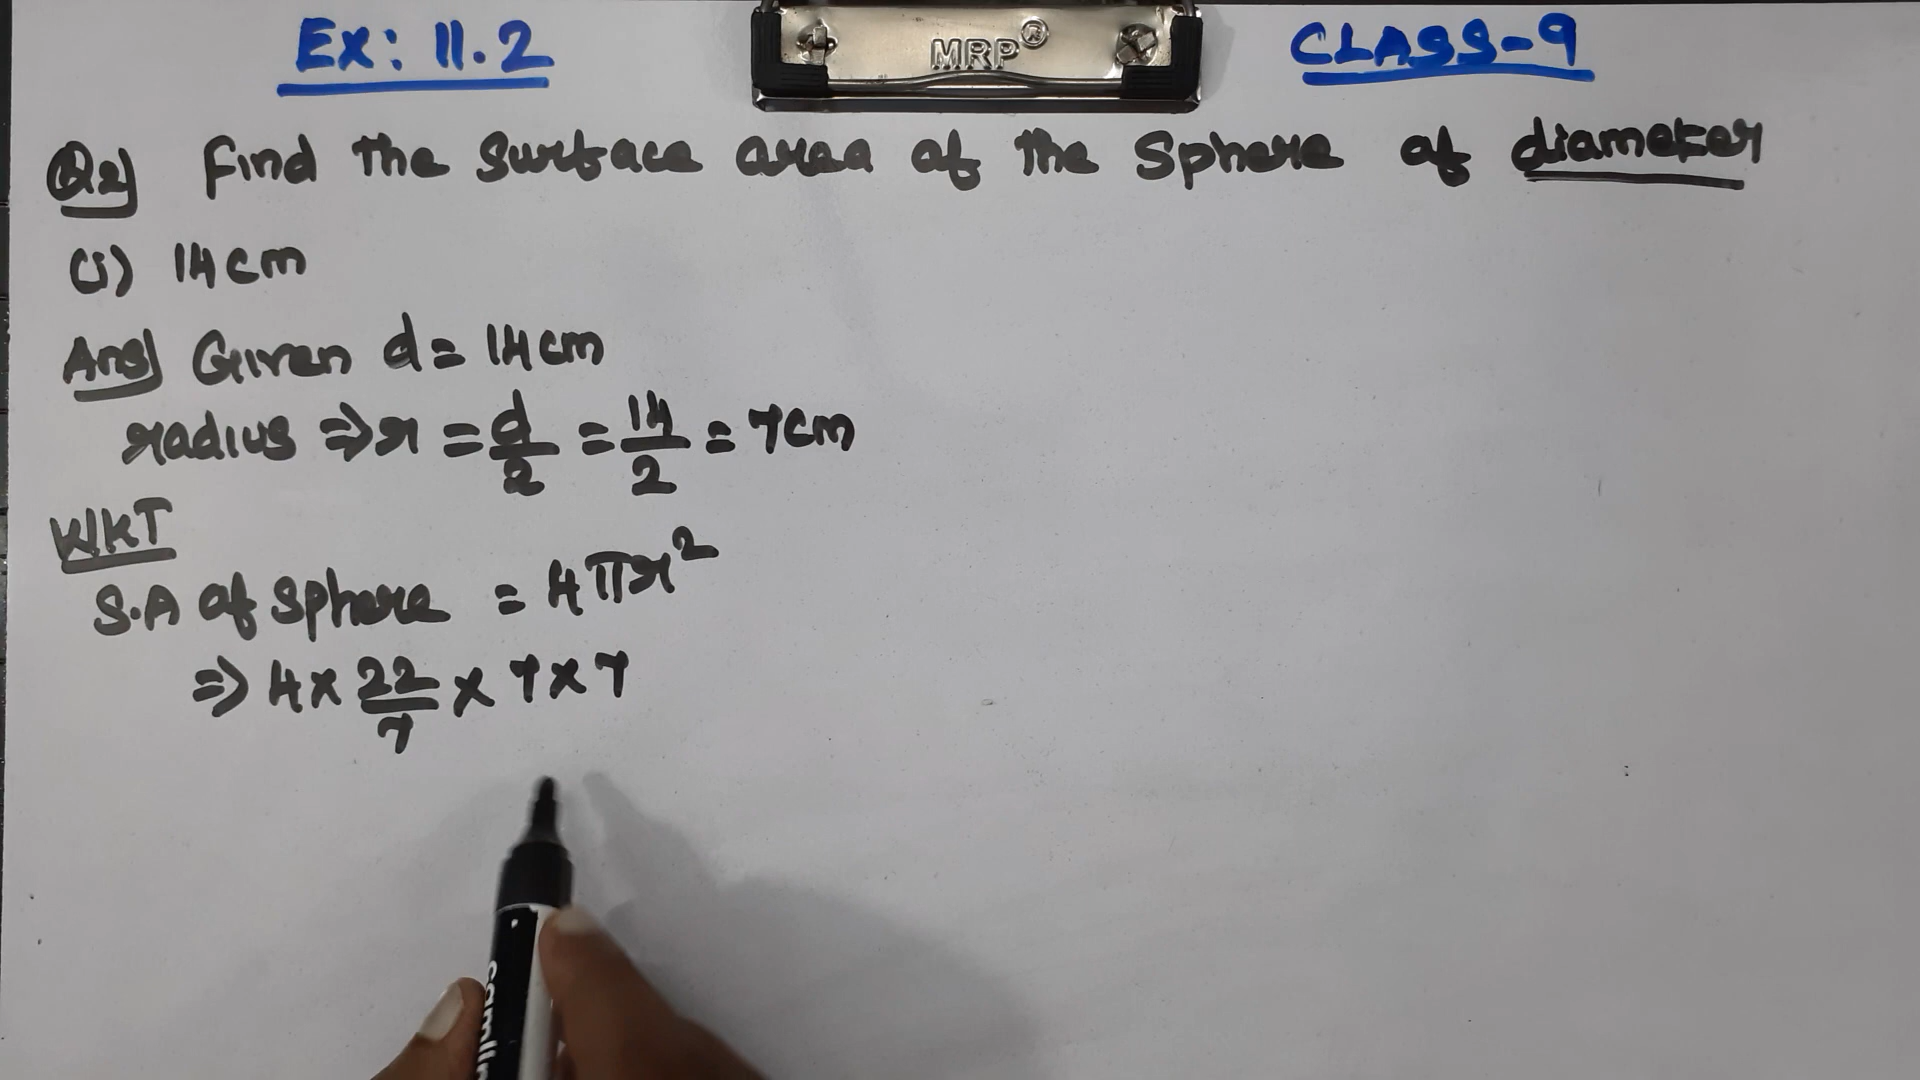 Ex: 11.2
MRP®
CLASS-9
Q2) Find the Surface area of the Sphere of diameter
(i) 14cm
Ans) Given d = 14cm
radius ⇒ r = d/2 = 14/2 = 7cm
WKT
S.A of Sphere = 4πr²
⇒ 4 × 22/7 × 7 × 7
camlin